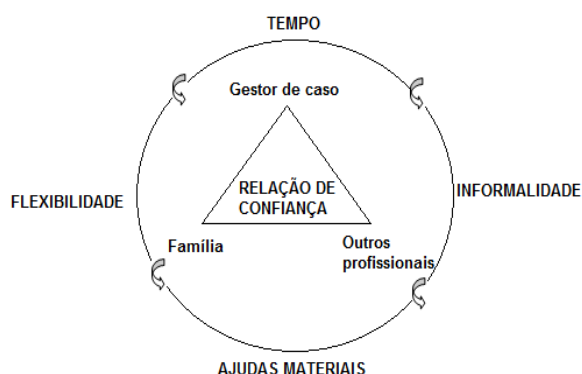 TEMPO
Gestor de caso
FLEXIBILIDADE
RELAÇÃO DE
CONFIANÇA
INFORMALIDADE
Família
Outros
profissionais
AJUDAS MATERIAIS